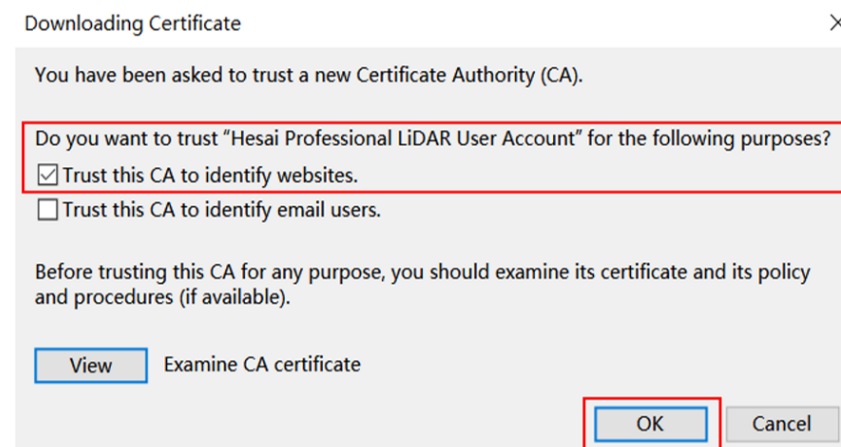 Downloading Certificate
You have been asked to trust a new Certificate Authority (CA).
Do you want to trust “Hesai Professional LiDAR User Account” for the following purposes?
Trust this CA to identify websites.
Trust this CA to identify email users.
Before trusting this CA for any purpose, you should examine its certificate and its policy
and procedures (if available).
View Examine CA certificate
OK Cancel